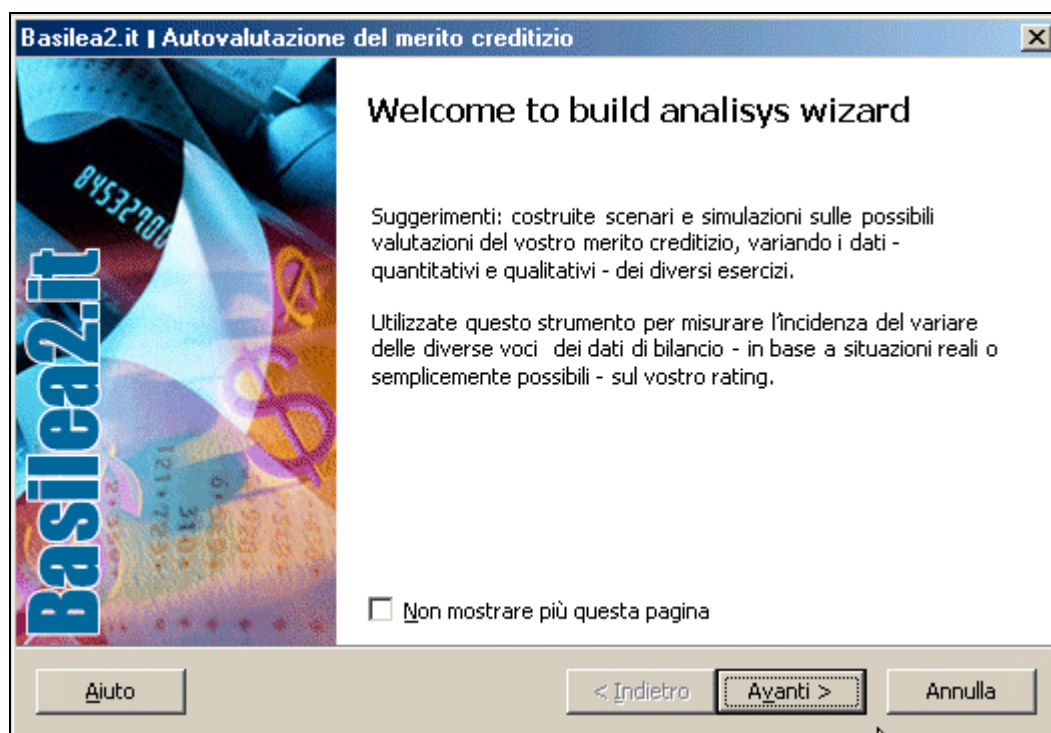 Basilea2.it | Autovalutazione del merito creditizio
Welcome to build analisys wizard
84532700
Basilea2.it
Suggerimenti: costruite scenari e simulazioni sulle possibili
valutazioni del vostro merito creditizio, variando i dati -
quantitativi e qualitativi - dei diversi esercizi.
Utilizzate questo strumento per misurare l'incidenza del variare
delle diverse voci  dei dati di bilancio - in base a situazioni reali o
semplicemente possibili - sul vostro rating.
Non mostrare più questa pagina
Aiuto
< Indietro
Avanti >
Annulla